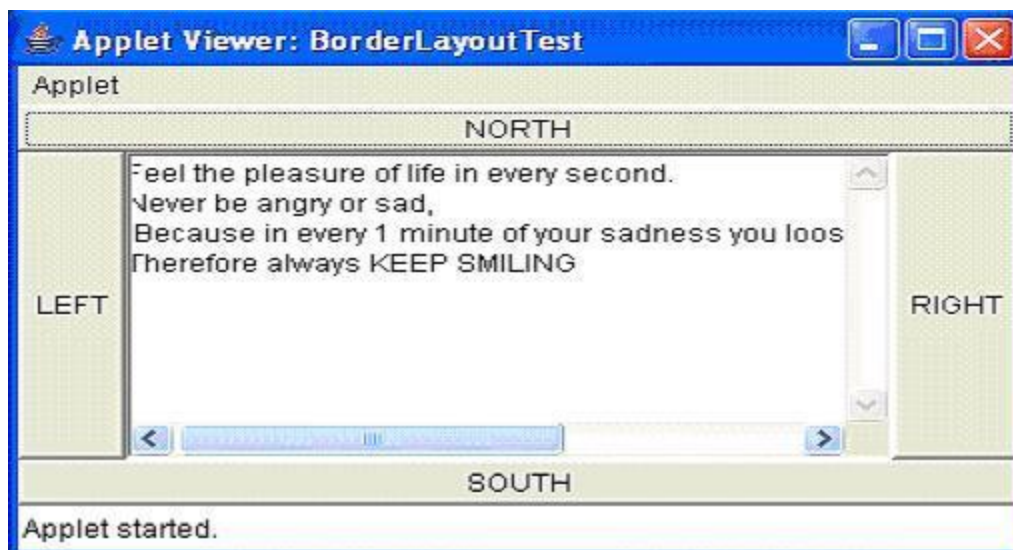 Applet Viewer: BorderLayoutTest
Applet
NORTH
Feel the pleasure of life in every second.
Never be angry or sad,
Because in every 1 minute of your sadness you loos
Therefore always KEEP SMILING
LEFT
RIGHT
SOUTH
Applet started.